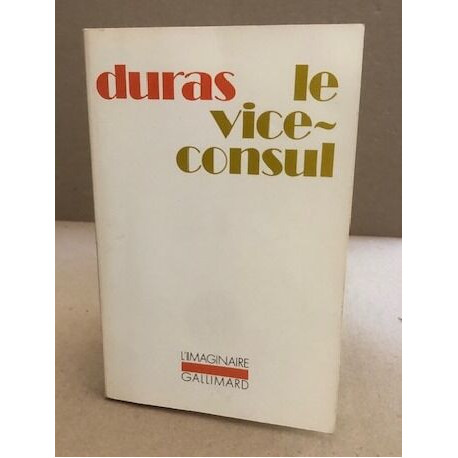 duras le
vice~
consul
L'IMAGINAIRE
GALLIMARD